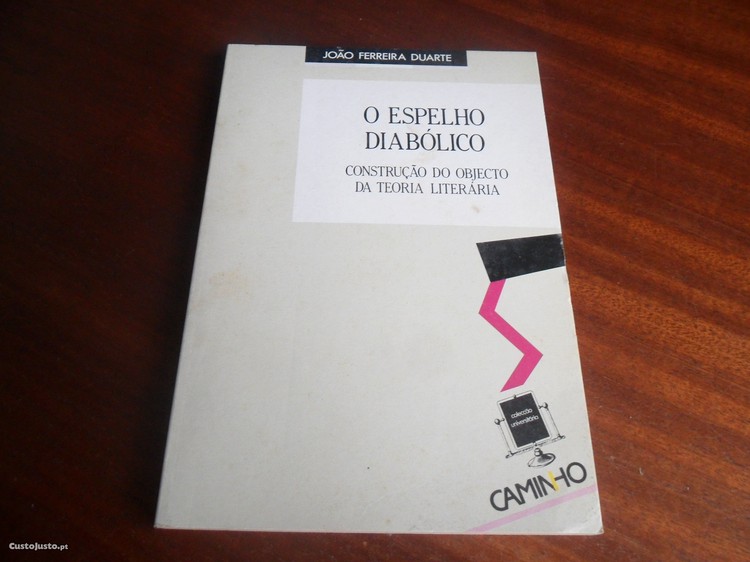 JOÃO FERREIRA DUARTE
O ESPELHO
DIABÓLICO
CONSTRUÇÃO DO OBJECTO
DA TEORIA LITERÁRIA
colecção
universitária
CAMINHO
CustoJusto.pt